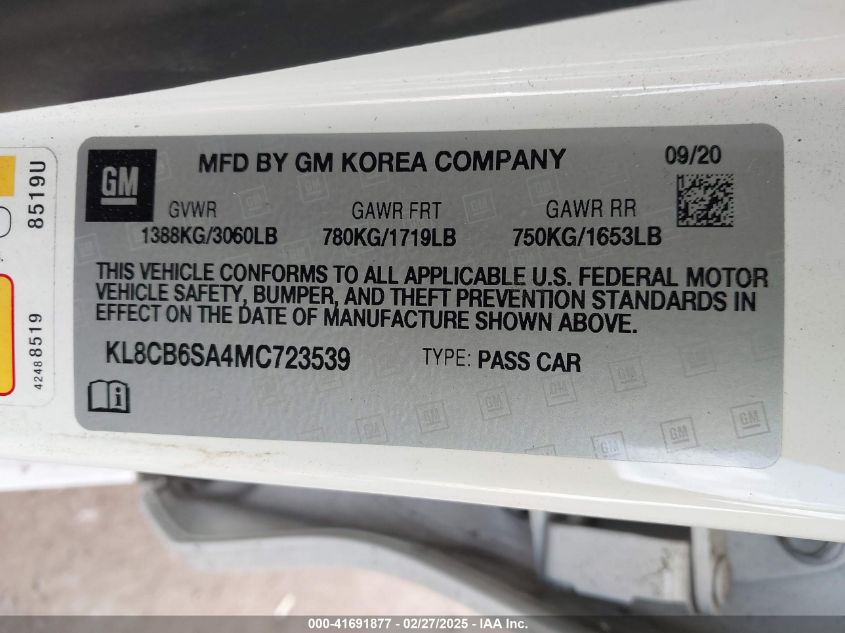 GM
MFD BY GM KOREA COMPANY
09/20
GVWR GAWR FRT GAWR RR
1388KG/3060LB 780KG/1719LB 750KG/1653LB
THIS VEHICLE CONFORMS TO ALL APPLICABLE U.S. FEDERAL MOTOR
VEHICLE SAFETY, BUMPER, AND THEFT PREVENTION STANDARDS IN
EFFECT ON THE DATE OF MANUFACTURE SHOWN ABOVE.
KL8CB6SA4MC723539 TYPE: PASS CAR
8519U
42488519
000-41691877 / 02/27/2025 / IAA Inc.